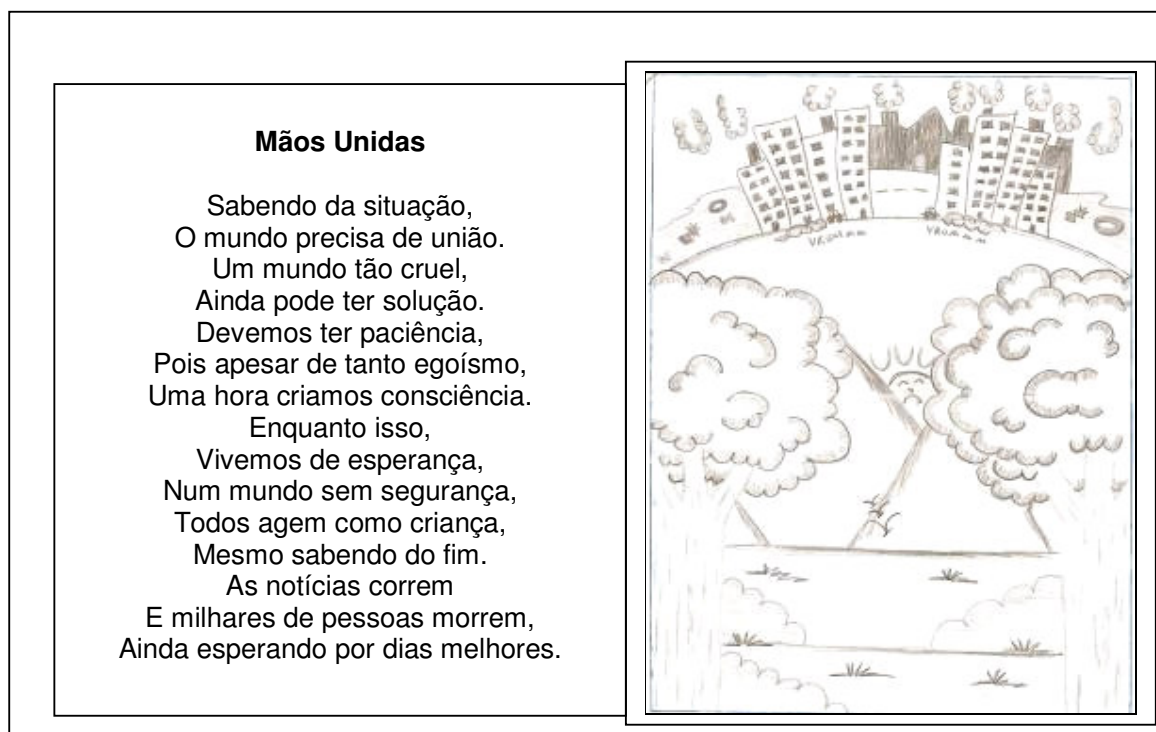 Mãos Unidas
Sabendo da situação,
O mundo precisa de união.
Um mundo tão cruel,
Ainda pode ter solução.
Devemos ter paciência,
Pois apesar de tanto egoísmo,
Uma hora criamos consciência.
Enquanto isso,
Vivemos de esperança,
Num mundo sem segurança,
Todos agem como criança,
Mesmo sabendo do fim.
As notícias correm
E milhares de pessoas morrem,
Ainda esperando por dias melhores.